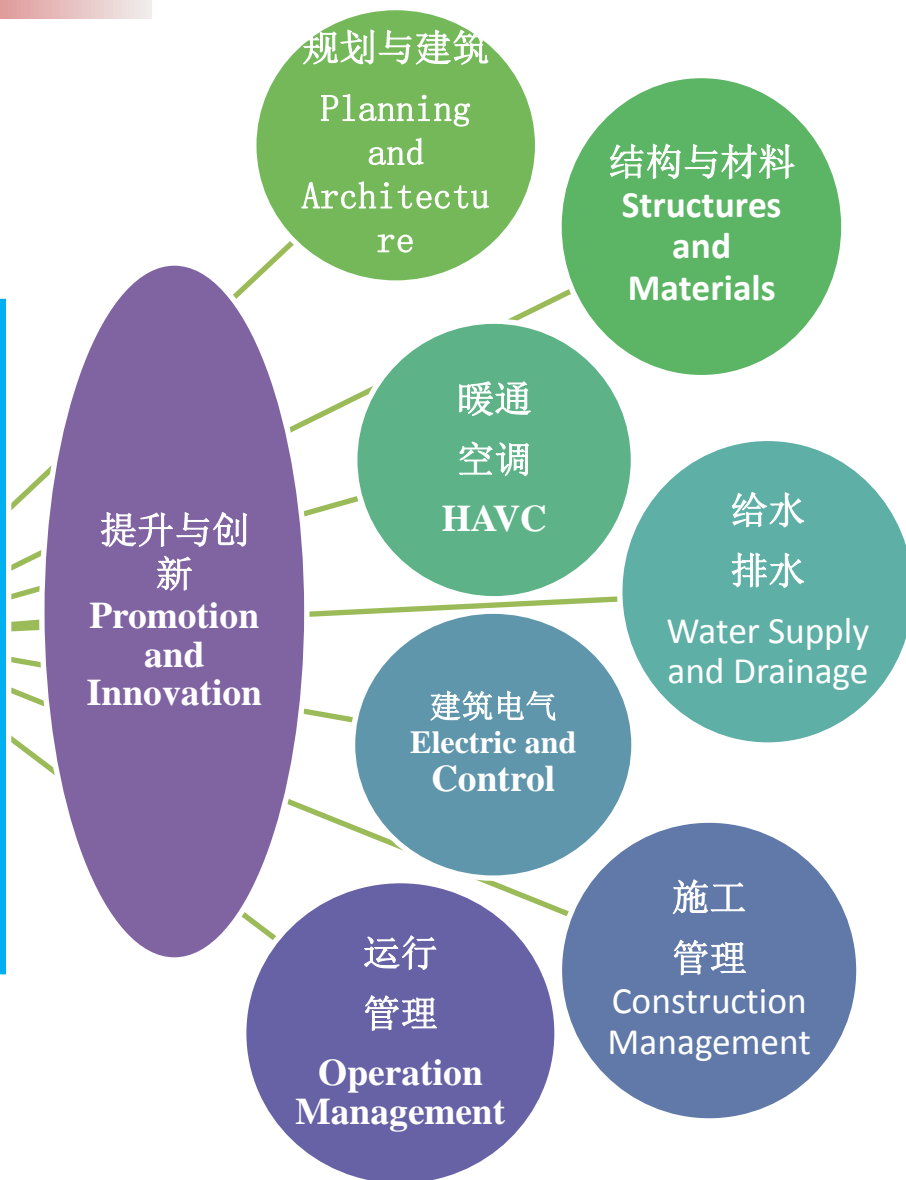 规划与建筑
Planning
and
Architectu
re
结构与材料
Structures
and
Materials
暖通
空调
HAVC
给水
排水
Water Supply
and Drainage
提升与创
新
Promotion
and
Innovation
建筑电气
Electric and
Control
施工
管理
Construction
Management
运行
管理
Operation
Management